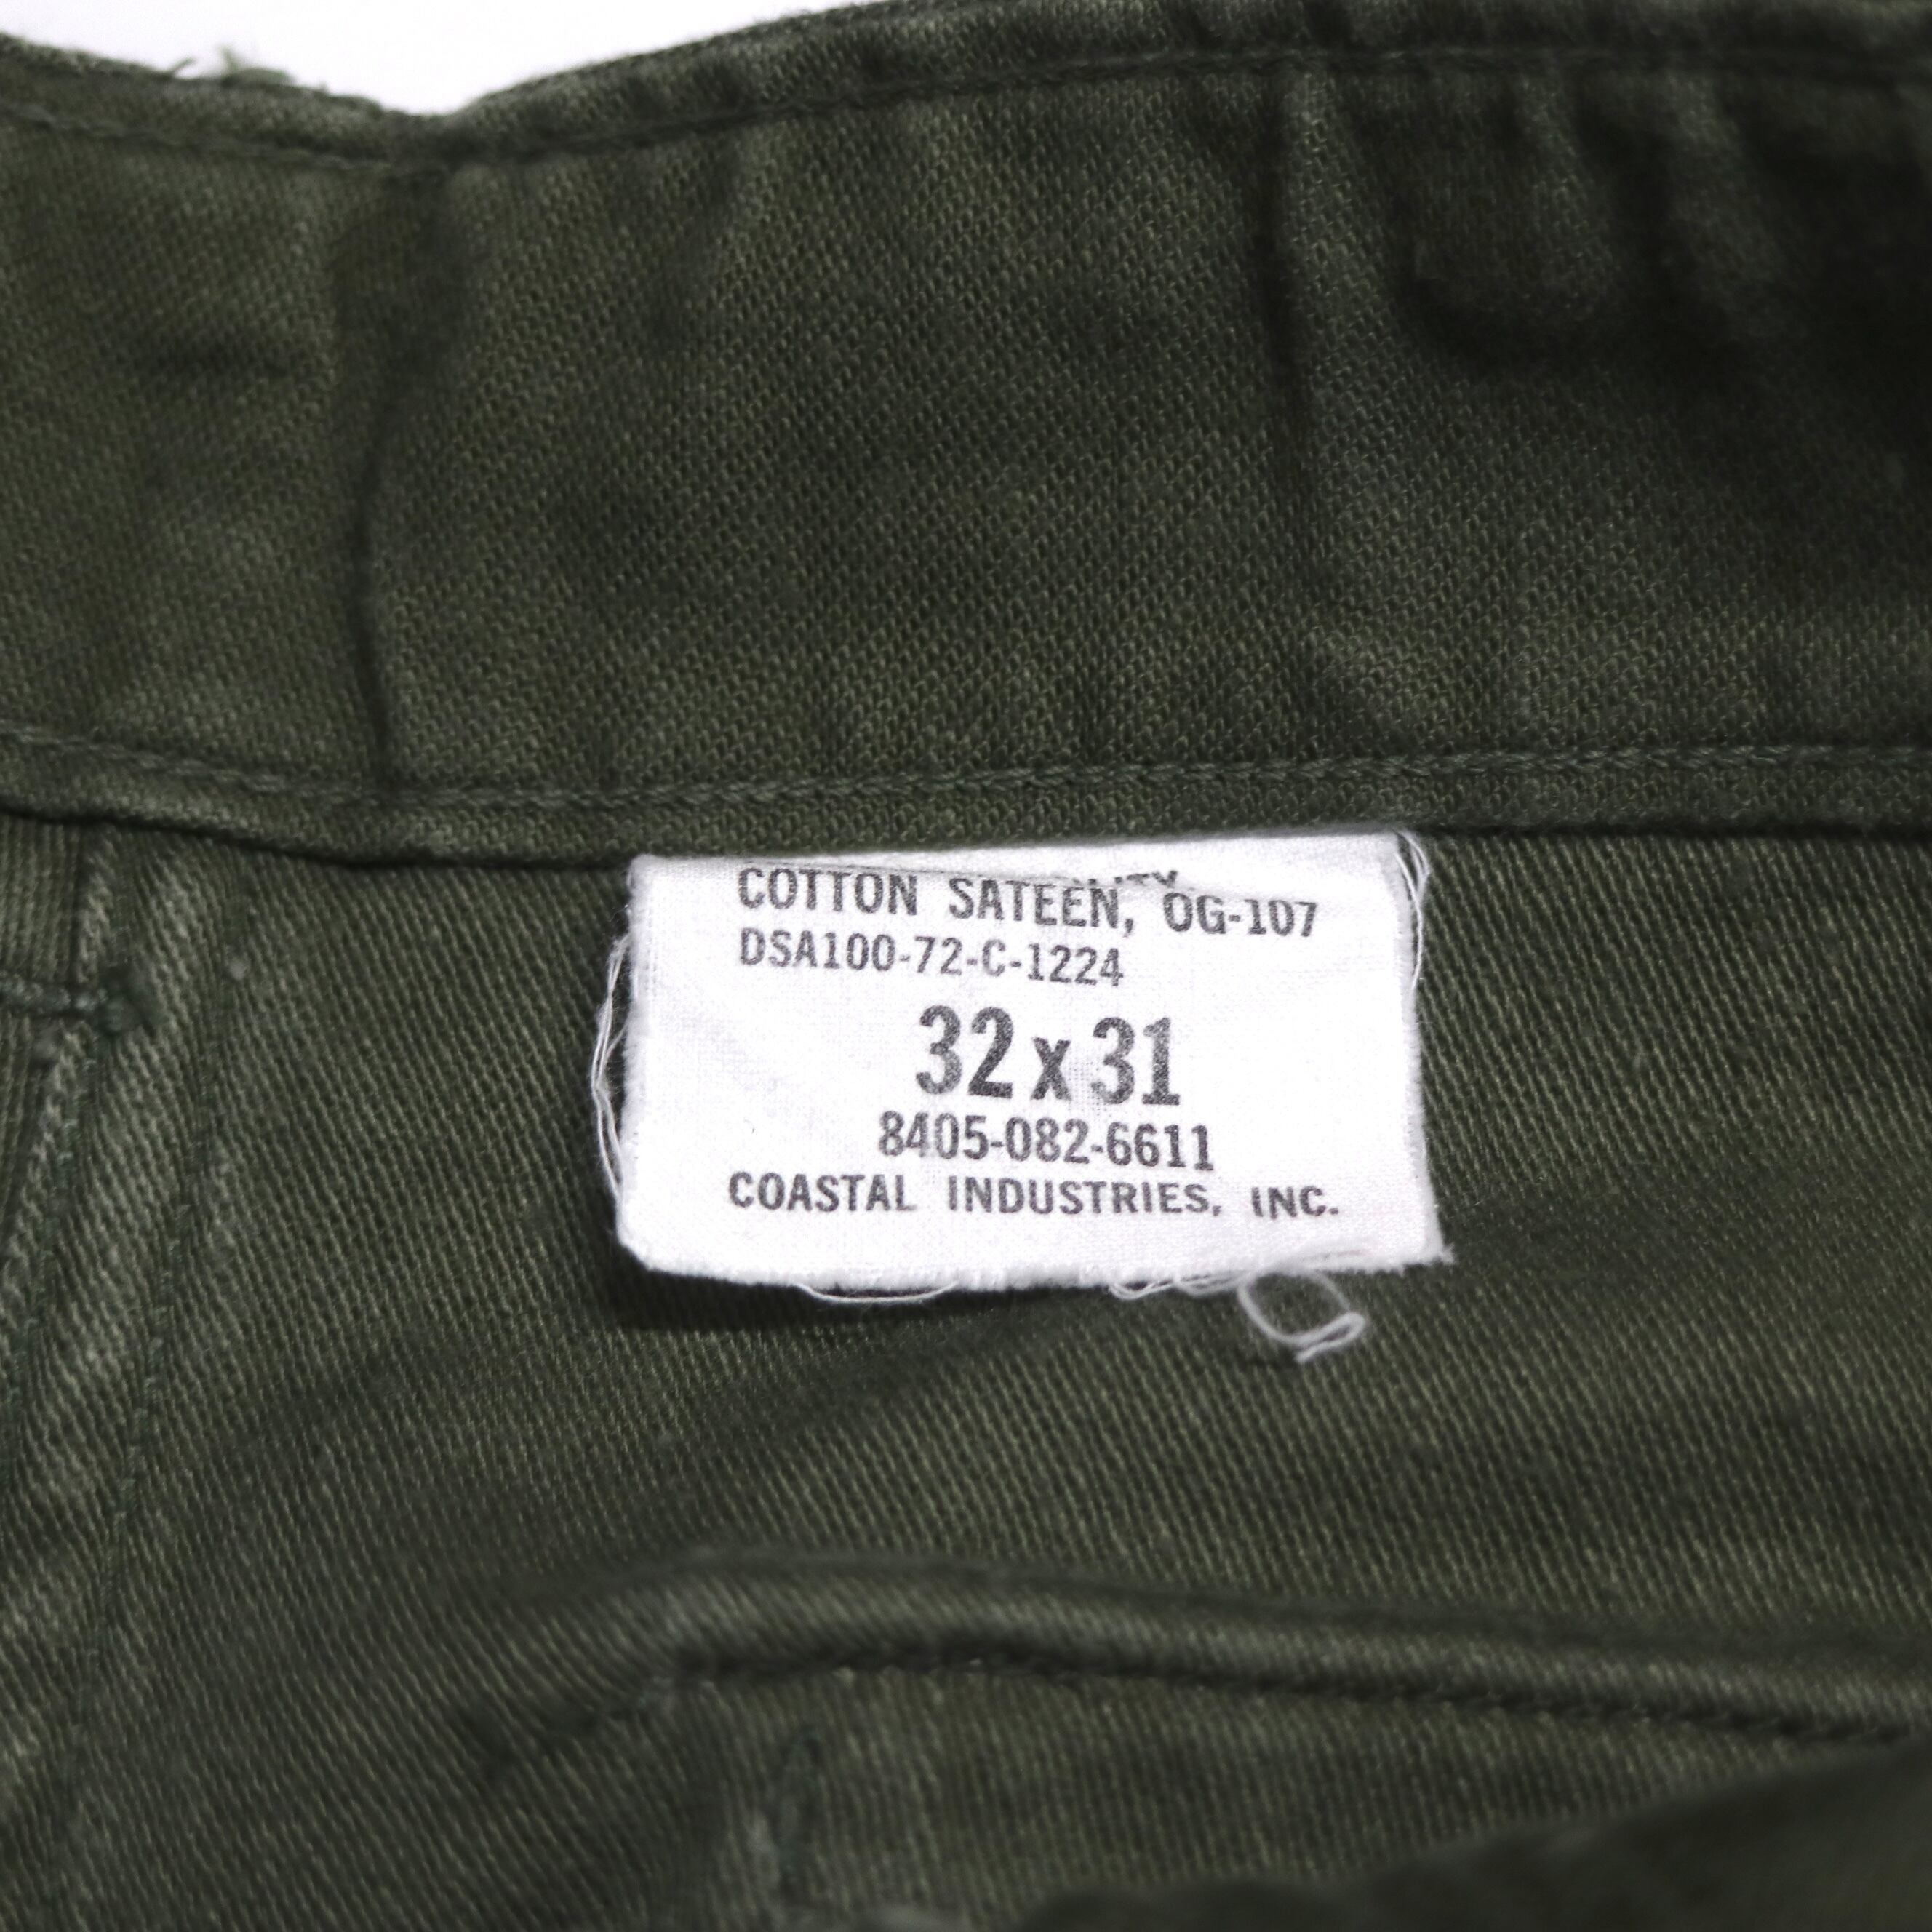 COTTON SATEEN, OG-107
DSA100-72-C-1224
32 x 31
8405-082-6611
COASTAL INDUSTRIES, INC.